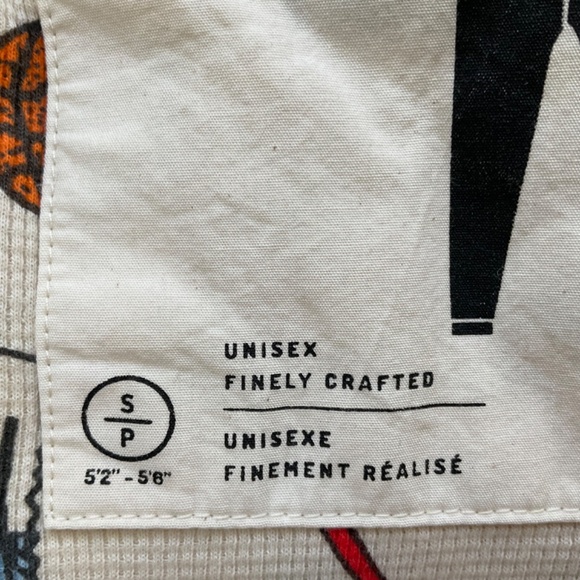 UNISEX
FINELY CRAFTED
UNISEXE
FINEMENT RÉALISÉ
S
P
5'2" - 5'6"